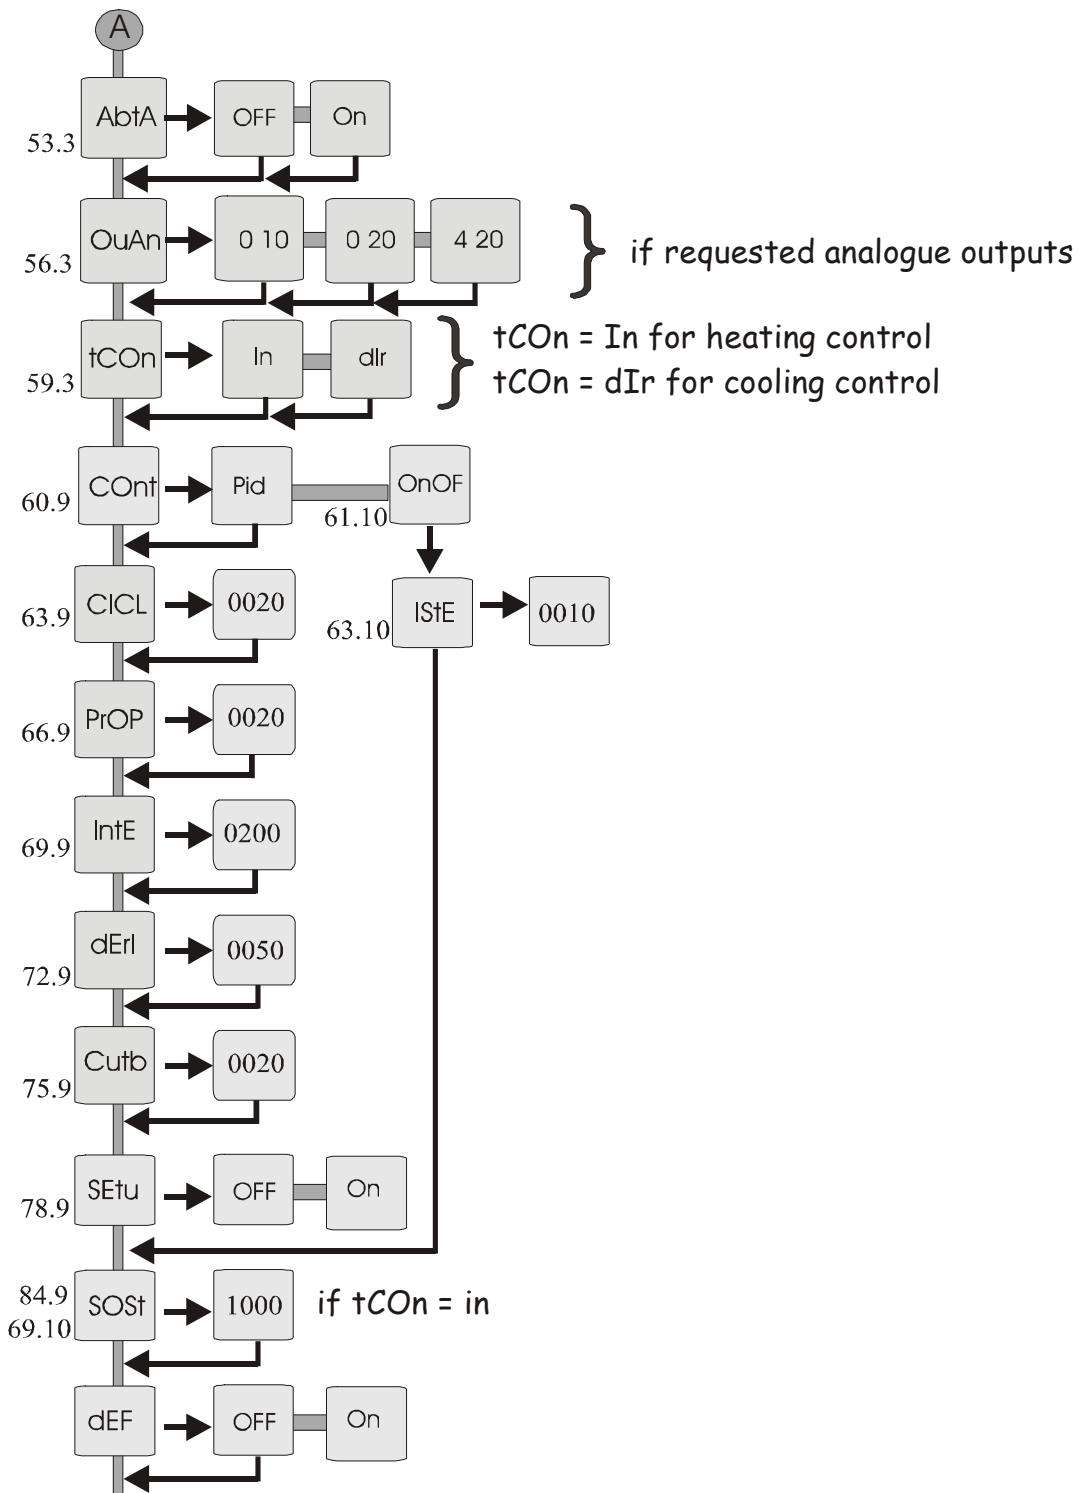 A
AbtA OFF On
53.3
OuAn 0 10 0 20 4 20
56.3
if requested analogue outputs
tCOn In dIr
59.3
tCOn = In for heating control
tCOn = dIr for cooling control
COnt Pid OnOF
60.9
61.10
CICL 0020
63.9
IStE 0010
63.10
PrOP 0020
66.9
IntE 0200
69.9
dErI 0050
72.9
Cutb 0020
75.9
SEtu OFF On
78.9
84.9
69.10
SOSt 1000 if tCOn = in
dEF OFF On